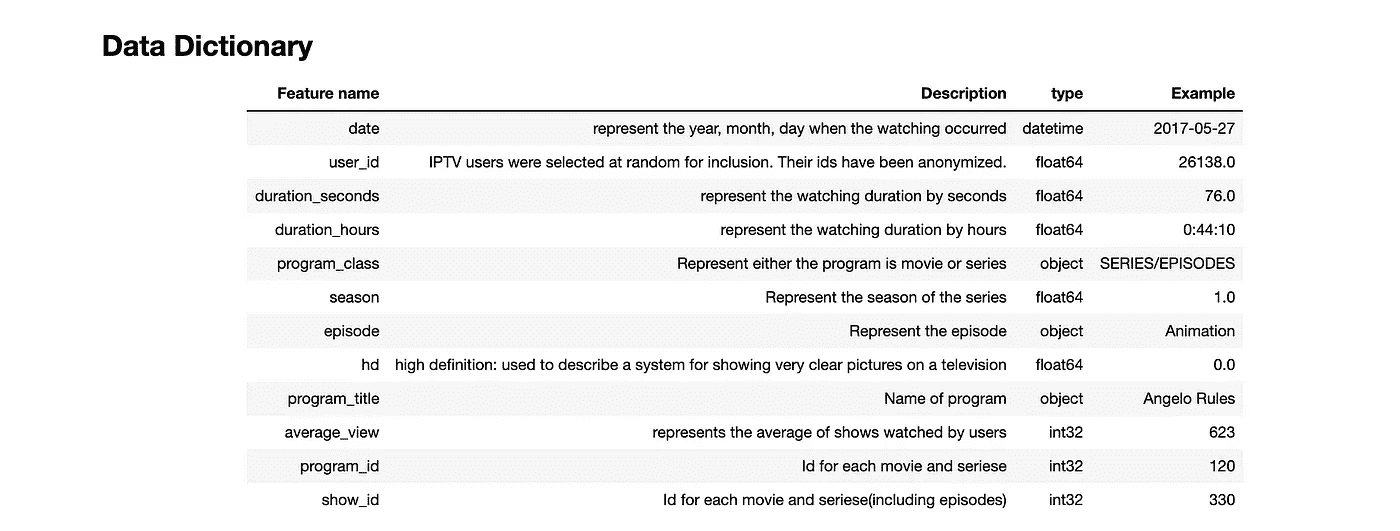 Data Dictionary
Feature name Description type Example
date represent the year, month, day when the watching occurred datetime 2017-05-27
user_id IPTV users were selected at random for inclusion. Their ids have been anonymized. float64 26138.0
duration_seconds represent the watching duration by seconds float64 76.0
duration_hours represent the watching duration by hours float64 0:44:10
program_class Represent either the program is movie or series object SERIES/EPISODES
season Represent the season of the series float64 1.0
episode Represent the episode object Animation
hd high definition: used to describe a system for showing very clear pictures on a television float64 0.0
program_title Name of program object Angelo Rules
average_view represents the average of shows watched by users int32 623
program_id Id for each movie and seriese int32 120
show_id Id for each movie and seriese(including episodes) int32 330